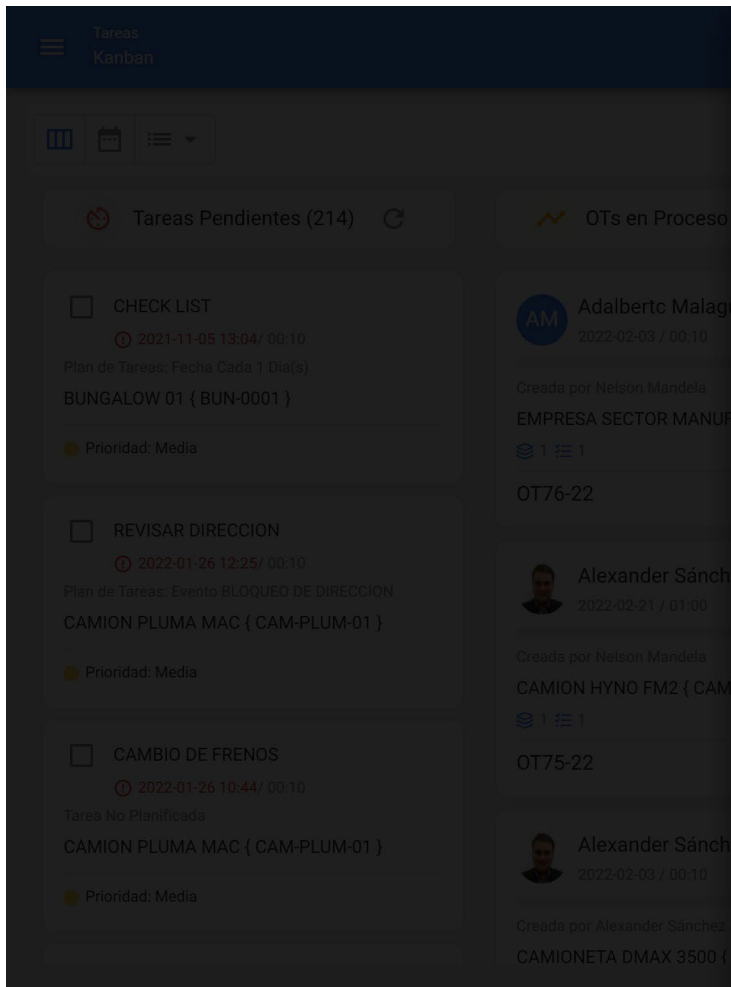 Tareas
Kanban
Tareas Pendientes (214)
CHECK LIST
2021-11-05 13:04/ 00:10
Plan de Tareas: Fecha Cada 1 Dia(s)
BUNGALOW 01 { BUN-0001 }
Prioridad: Media
REVISAR DIRECCION
2022-01-26 12:25/ 00:10
Plan de Tareas: Evento BLOQUEO DE DIRECCION
CAMION PLUMA MAC { CAM-PLUM-01 }
Prioridad: Media
CAMBIO DE FRENOS
2022-01-26 10:44/ 00:10
Tarea No Planificada
CAMION PLUMA MAC { CAM-PLUM-01 }
Prioridad: Media
OTs en Proceso
AM
Adalbertc Malag
2022-02-03 / 00:10
Creada por Nelson Mandela
EMPRESA SECTOR MANUF
1 1
OT76-22
Alexander Sánch
2022-02-21 / 01:00
Creada por Nelson Mandela
CAMION HYNO FM2 { CAM
1 1
OT75-22
Alexander Sánch
2022-02-03 / 00:10
Creada por Alexander Sánchez
CAMIONETA DMAX 3500 {